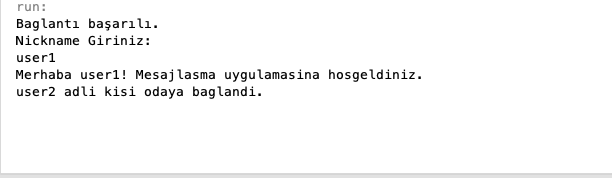 run:
Baglantı başarılı.
Nickname Giriniz:
user1
Merhaba user1! Mesajlasma uygulamasina hosgeldiniz.
user2 adli kisi odaya baglandi.